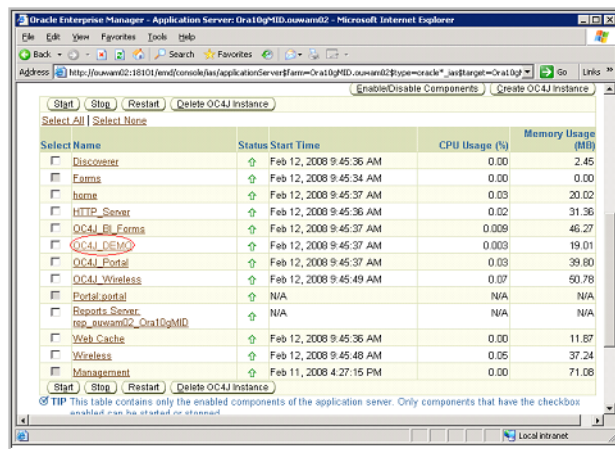 Oracle Enterprise Manager - Application Server: Ora10gMID.ouwam02 - Microsoft Internet Explorer
File Edit View Favorites Tools Help
Back Search Favorites
Address http://ouwam02:18101/emd/console/ias/applicationServer$farm=Ora10gMID.ouwam02$type=oracle*_ias$target=Ora10g Go Links »
Enable/Disable Components Create OC4J Instance
Start Stop Restart Delete OC4J Instance
Select All | Select None
Select Name Status Start Time CPU Usage (%) Memory Usage (MB)
Discoverer Feb 12, 2008 9:45:36 AM 0.00 2.45
Forms Feb 12, 2008 9:45:34 AM 0.00 0.00
home Feb 12, 2008 9:45:37 AM 0.03 20.02
HTTP_Server Feb 12, 2008 9:45:36 AM 0.02 31.36
OC4J_BI_Forms Feb 12, 2008 9:45:37 AM 0.009 46.27
OC4J_DEMO Feb 12, 2008 9:45:37 AM 0.003 19.01
OC4J_Portal Feb 12, 2008 9:45:37 AM 0.03 39.80
OC4J_Wireless Feb 12, 2008 9:45:49 AM 0.07 50.78
Portal:portal N/A N/A N/A
Reports Server: rep_ouwam02_Ora10gMID N/A N/A N/A
Web Cache Feb 12, 2008 9:45:36 AM 0.00 11.87
Wireless Feb 12, 2008 9:45:48 AM 0.05 37.24
Management Feb 11, 2008 4:27:15 PM 0.00 71.08
Start Stop Restart Delete OC4J Instance
TIP This table contains only the enabled components of the application server. Only components that have the checkbox
enabled can be started or stopped.
Local intranet